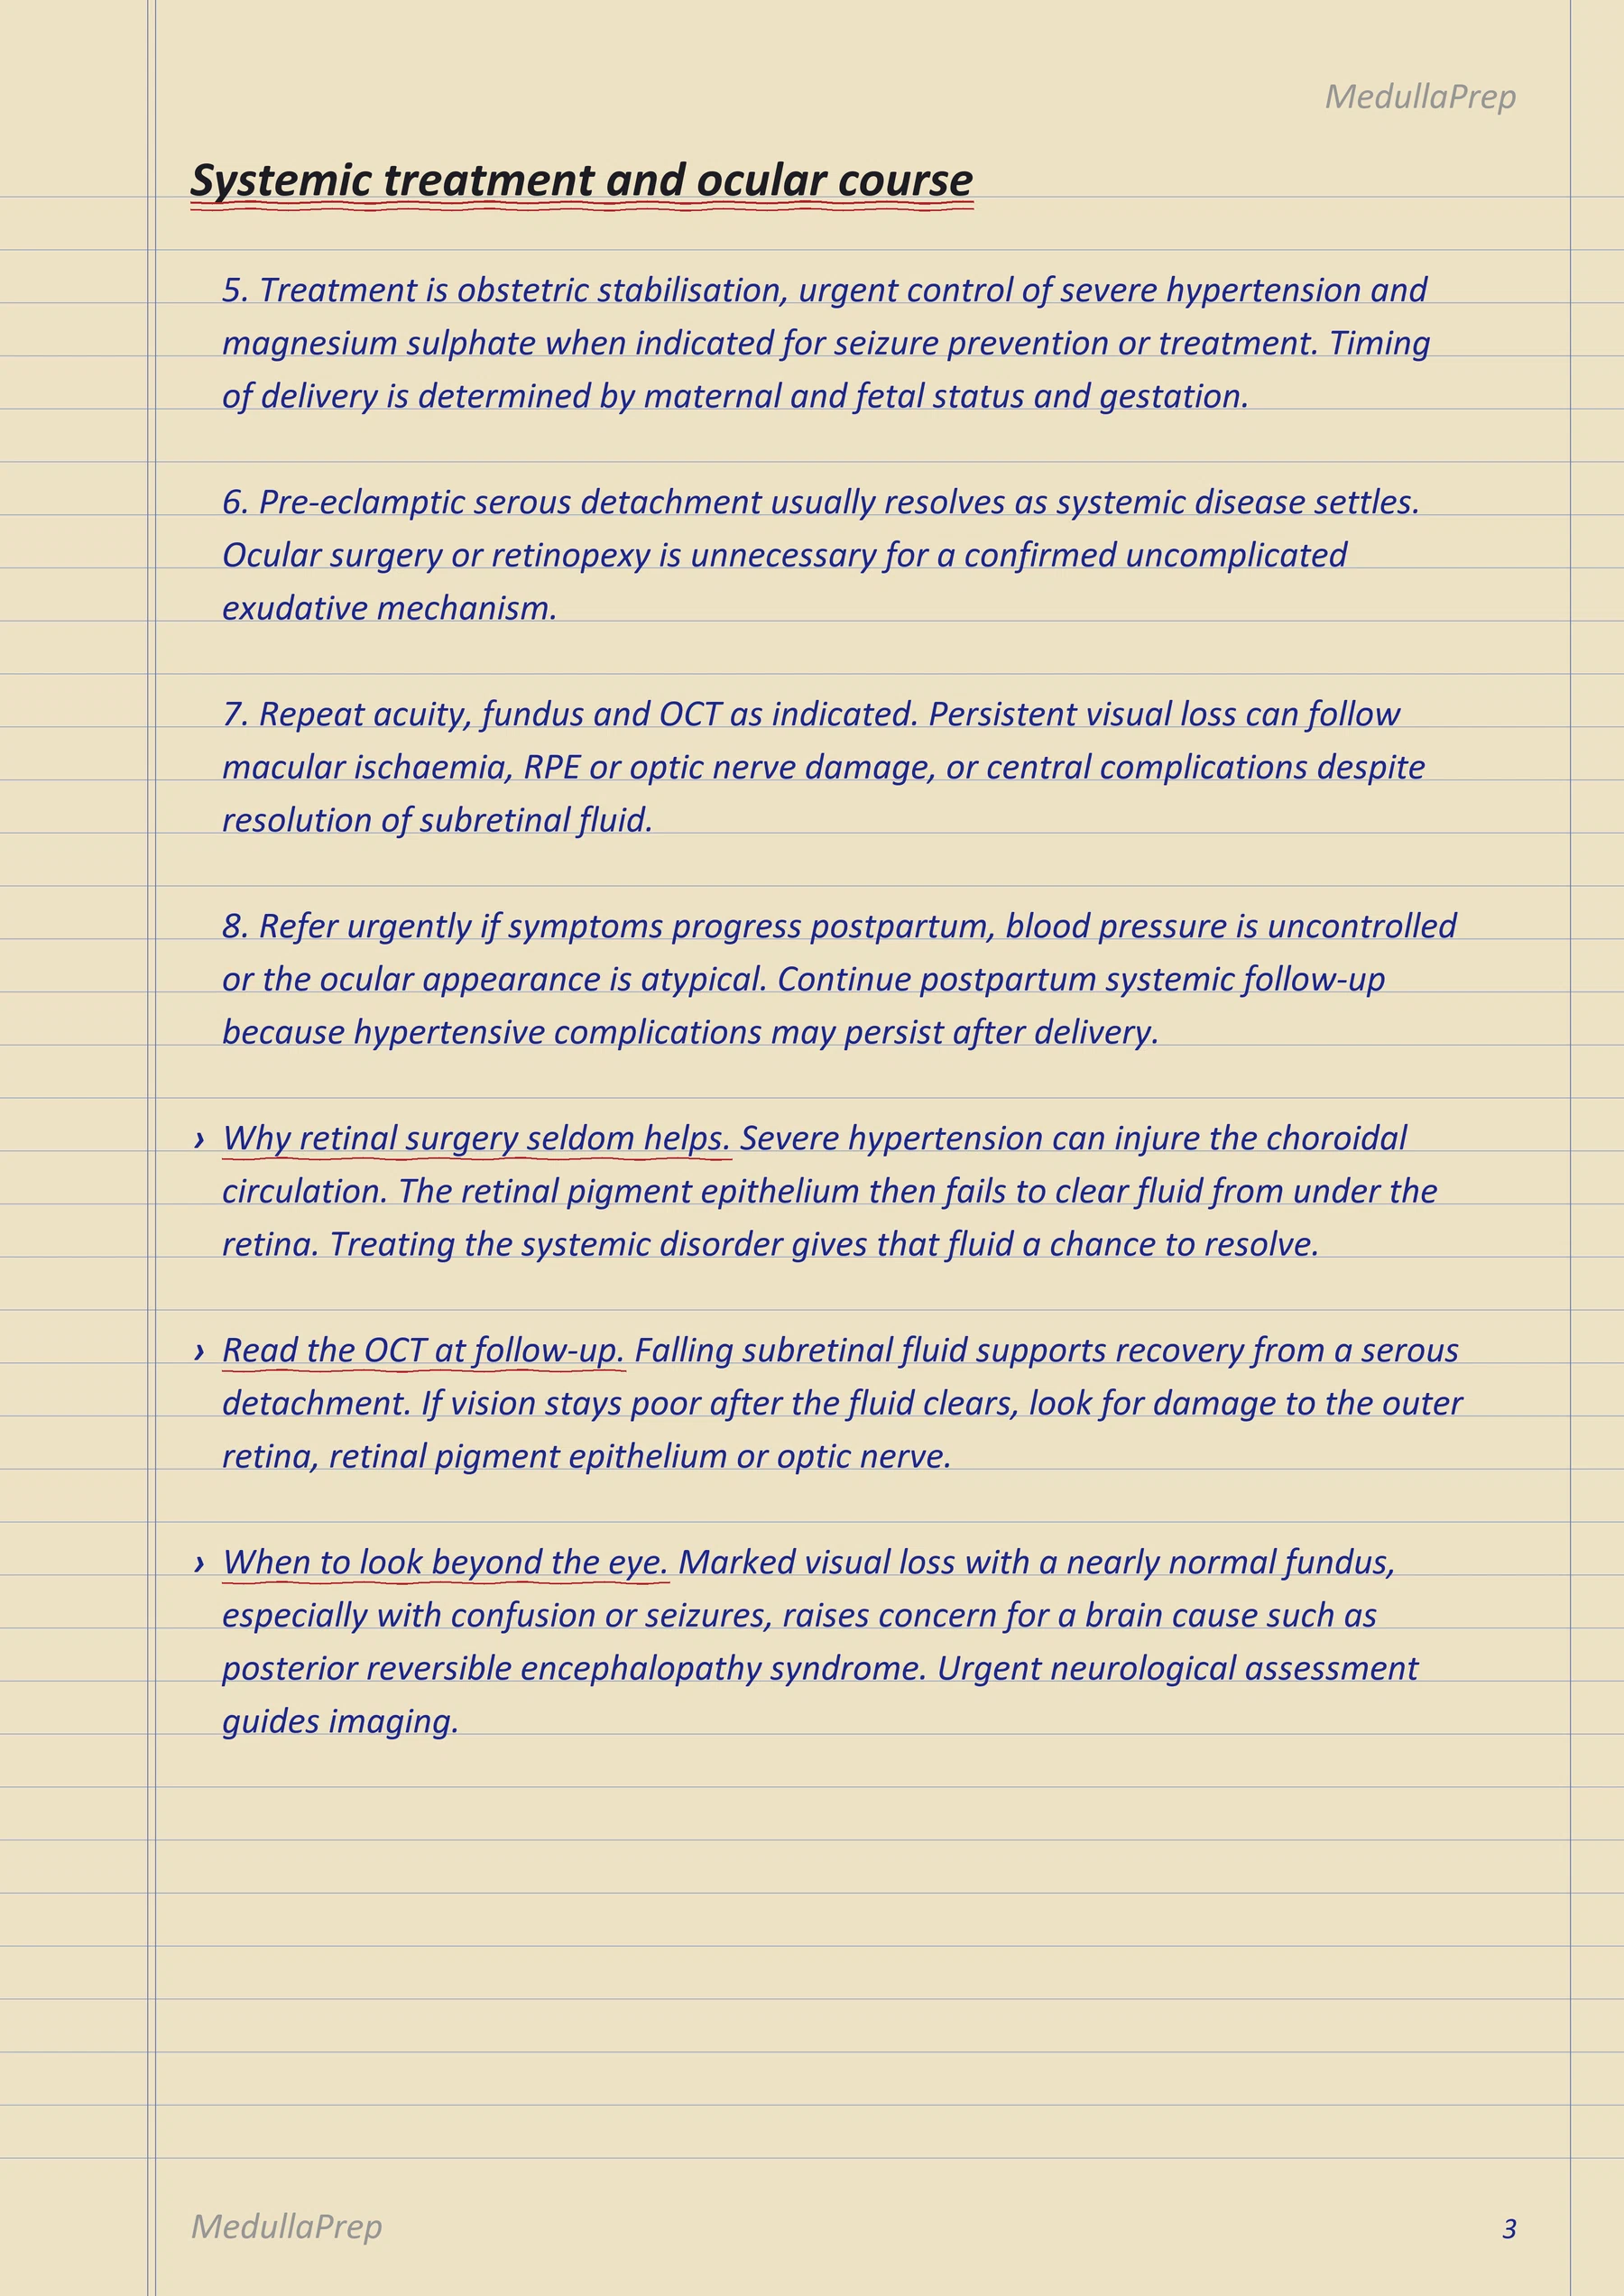 MedullaPrep
Systemic treatment and ocular course
5. Treatment is obstetric stabilisation, urgent control of severe hypertension and
magnesium sulphate when indicated for seizure prevention or treatment. Timing
of delivery is determined by maternal and fetal status and gestation.
6. Pre-eclamptic serous detachment usually resolves as systemic disease settles.
Ocular surgery or retinopexy is unnecessary for a confirmed uncomplicated
exudative mechanism.
7. Repeat acuity, fundus and OCT as indicated. Persistent visual loss can follow
macular ischaemia, RPE or optic nerve damage, or central complications despite
resolution of subretinal fluid.
8. Refer urgently if symptoms progress postpartum, blood pressure is uncontrolled
or the ocular appearance is atypical. Continue postpartum systemic follow-up
because hypertensive complications may persist after delivery.
› Why retinal surgery seldom helps. Severe hypertension can injure the choroidal
circulation. The retinal pigment epithelium then fails to clear fluid from under the
retina. Treating the systemic disorder gives that fluid a chance to resolve.
› Read the OCT at follow-up. Falling subretinal fluid supports recovery from a serous
detachment. If vision stays poor after the fluid clears, look for damage to the outer
retina, retinal pigment epithelium or optic nerve.
› When to look beyond the eye. Marked visual loss with a nearly normal fundus,
especially with confusion or seizures, raises concern for a brain cause such as
posterior reversible encephalopathy syndrome. Urgent neurological assessment
guides imaging.
MedullaPrep
3